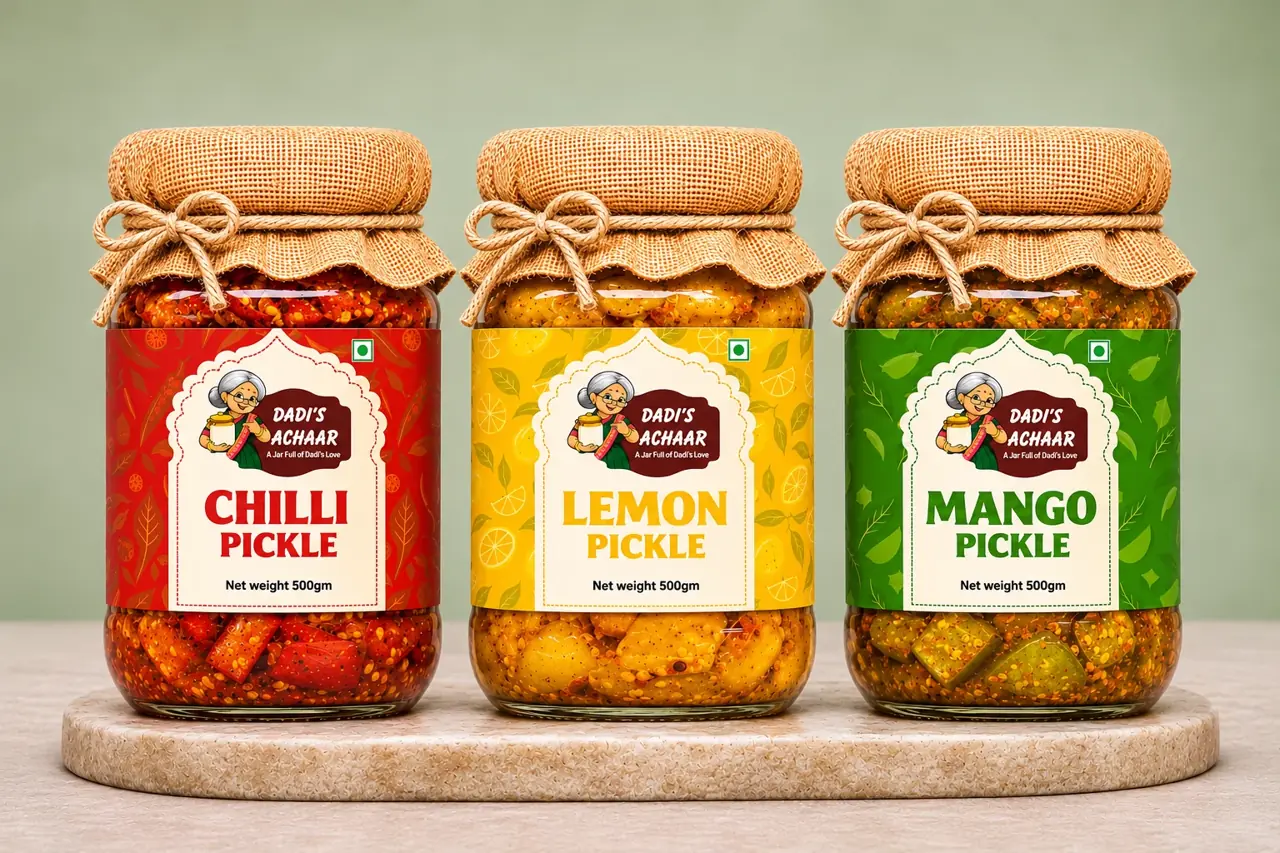 DADI'S
ACHAAR
A Jar Full of Dadi's Love
CHILLI
PICKLE
Net weight 500gm
DADI'S
ACHAAR
A Jar Full of Dadi's Love
LEMON
PICKLE
Net weight 500gm
DADI'S
ACHAAR
A Jar Full of Dadi's Love
MANGO
PICKLE
Net weight 500gm